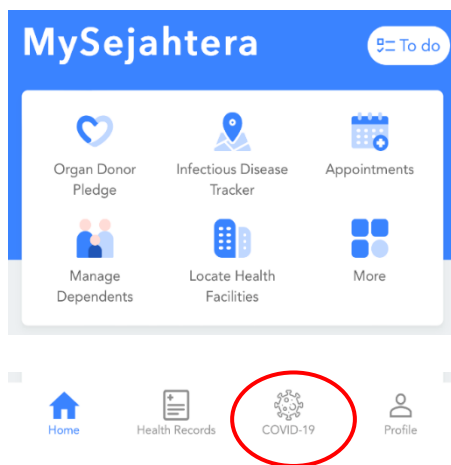 MySejahtera
To do
Organ Donor
Pledge
Infectious Disease
Tracker
Appointments
Manage
Dependents
Locate Health
Facilities
More
Home
Health Records
COVID-19
Profile